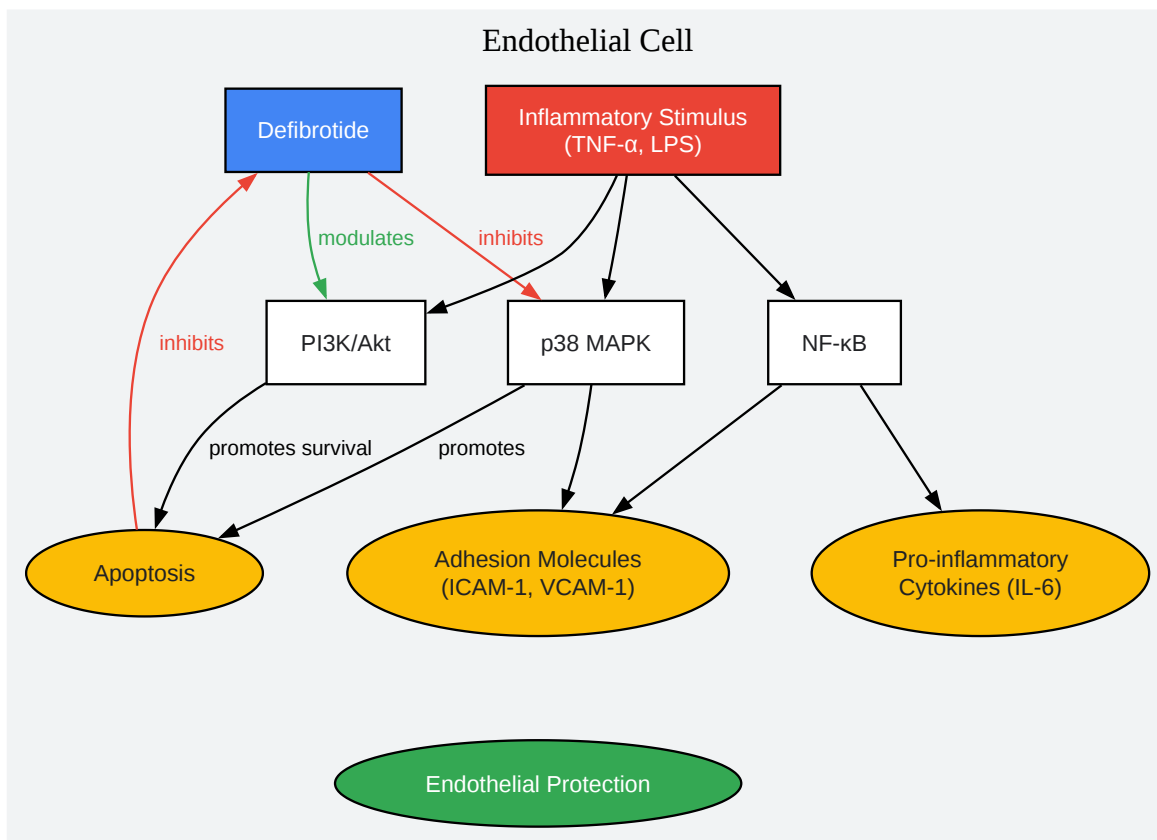 Endothelial Cell
Defibrotide
Inflammatory Stimulus
(TNF-α, LPS)
modulates
inhibits
inhibits
PI3K/Akt
p38 MAPK
NF-κB
promotes survival
promotes
Apoptosis
Adhesion Molecules
(ICAM-1, VCAM-1)
Pro-inflammatory
Cytokines (IL-6)
Endothelial Protection